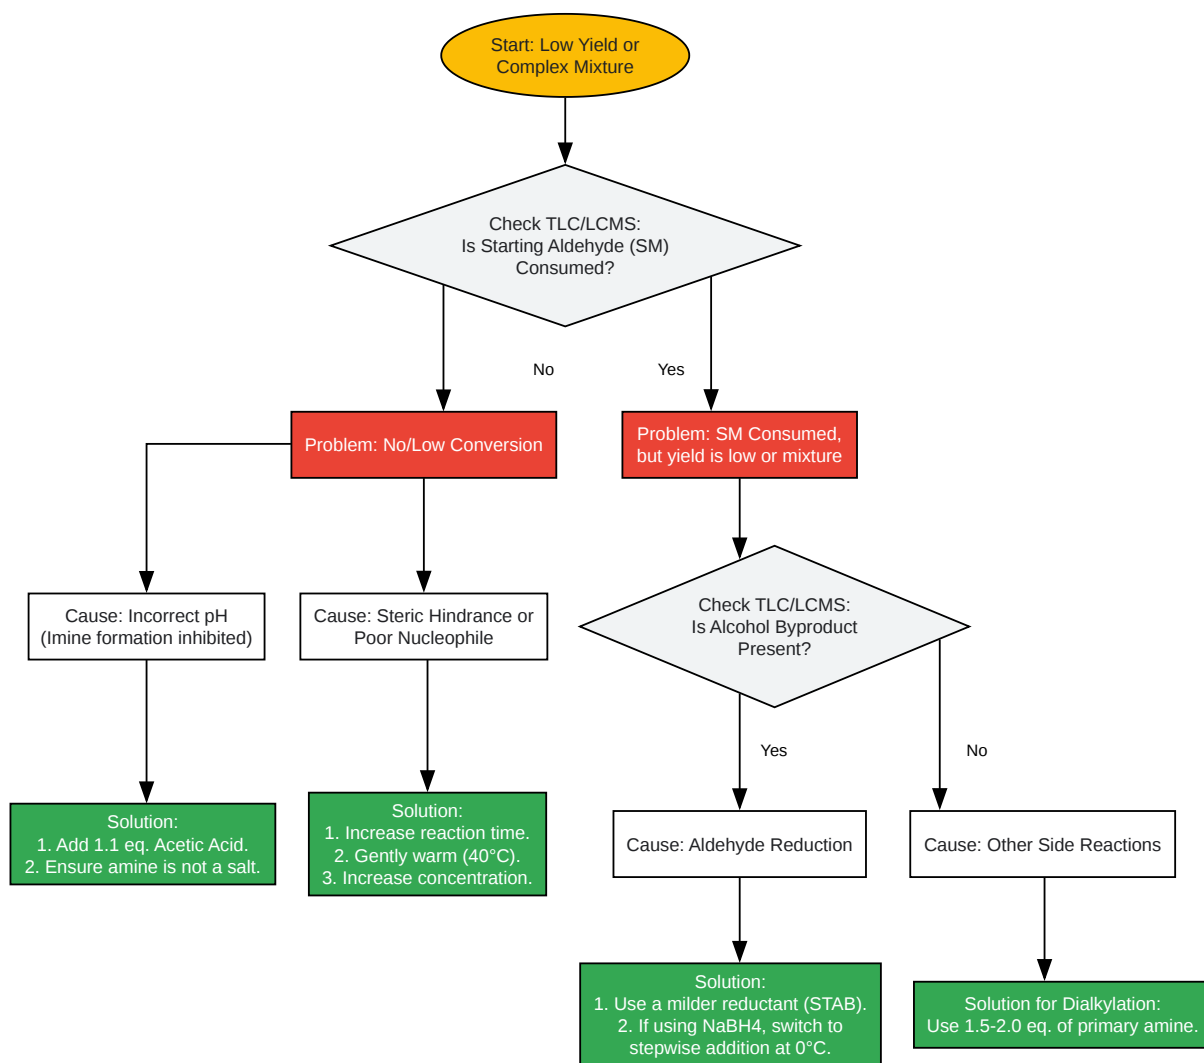 Start: Low Yield or
Complex Mixture
Check TLC/LCMS:
Is Starting Aldehyde (SM)
Consumed?
No
Yes
Problem: No/Low Conversion
Problem: SM Consumed,
but yield is low or mixture
Cause: Incorrect pH
(Imine formation inhibited)
Cause: Steric Hindrance or
Poor Nucleophile
Check TLC/LCMS:
Is Alcohol Byproduct
Present?
Yes
No
Solution:
1. Add 1.1 eq. Acetic Acid.
2. Ensure amine is not a salt.
Solution:
1. Increase reaction time.
2. Gently warm (40°C).
3. Increase concentration.
Cause: Aldehyde Reduction
Cause: Other Side Reactions
Solution:
1. Use a milder reductant (STAB).
2. If using NaBH4, switch to
stepwise addition at 0°C.
Solution for Dialkylation:
Use 1.5-2.0 eq. of primary amine.